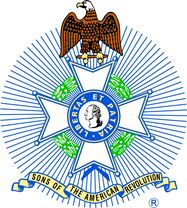 LIBERTAS ET PATRIA
SONS OF THE AMERICAN REVOLUTION
®